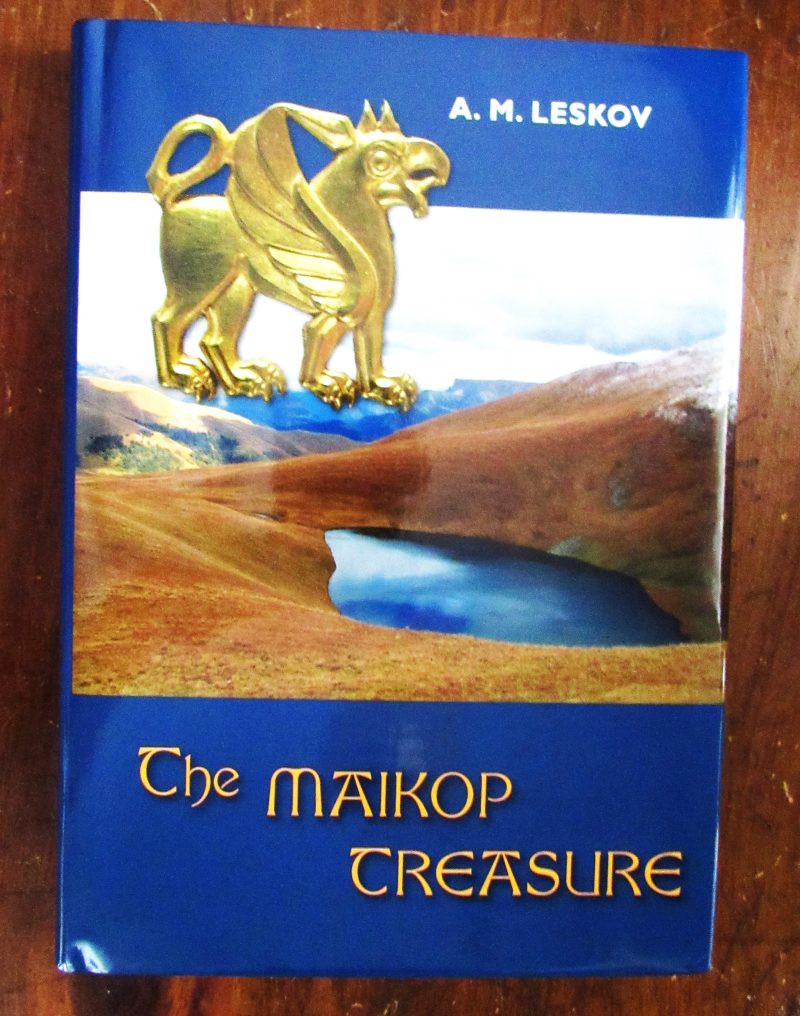 A. M. LESKOV
The MAIKOP
TREASURE